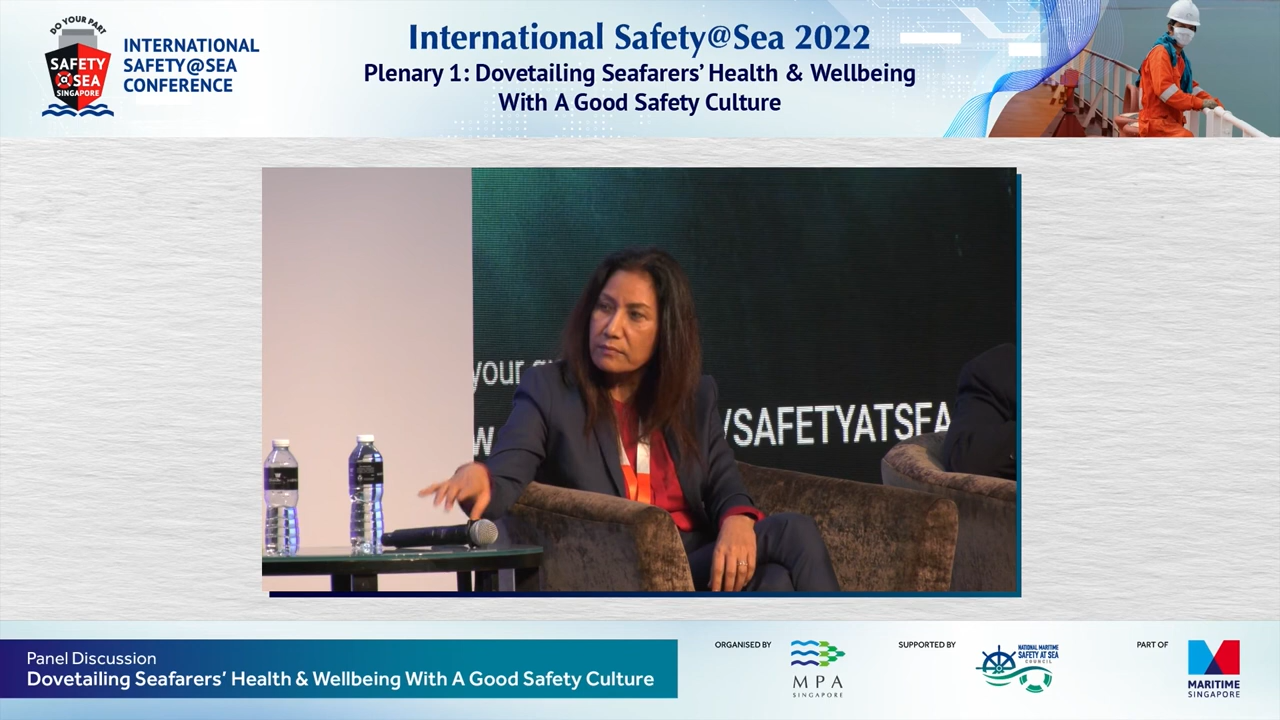 DO YOUR PART
SAFETY
@SEA
SINGAPORE
INTERNATIONAL
SAFETY@SEA
CONFERENCE
International Safety@Sea 2022
Plenary 1: Dovetailing Seafarers' Health & Wellbeing
With A Good Safety Culture
your
w
/SAFETYATSEA
Panel Discussion
Dovetailing Seafarers' Health & Wellbeing With A Good Safety Culture
ORGANISED BY
MPA
SINGAPORE
SUPPORTED BY
NATIONAL MARITIME
SAFETY AT SEA
COUNCIL
PART OF
MARITIME
SINGAPORE